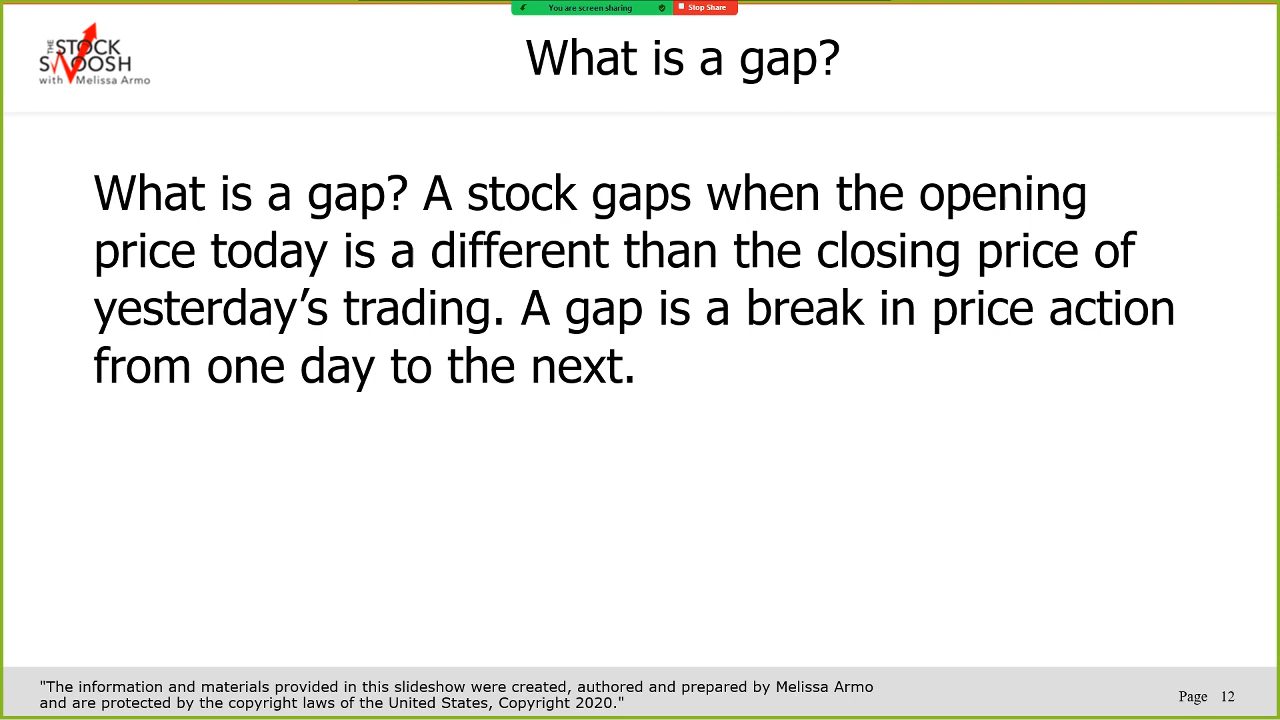 You are screen sharing
Stop Share
THE STOCK
SWOOSH
with Melissa Armo
What is a gap?
What is a gap? A stock gaps when the opening
price today is a different than the closing price of
yesterday’s trading. A gap is a break in price action
from one day to the next.
"The information and materials provided in this slideshow were created, authored and prepared by Melissa Armo
and are protected by the copyright laws of the United States, Copyright 2020."
Page 12